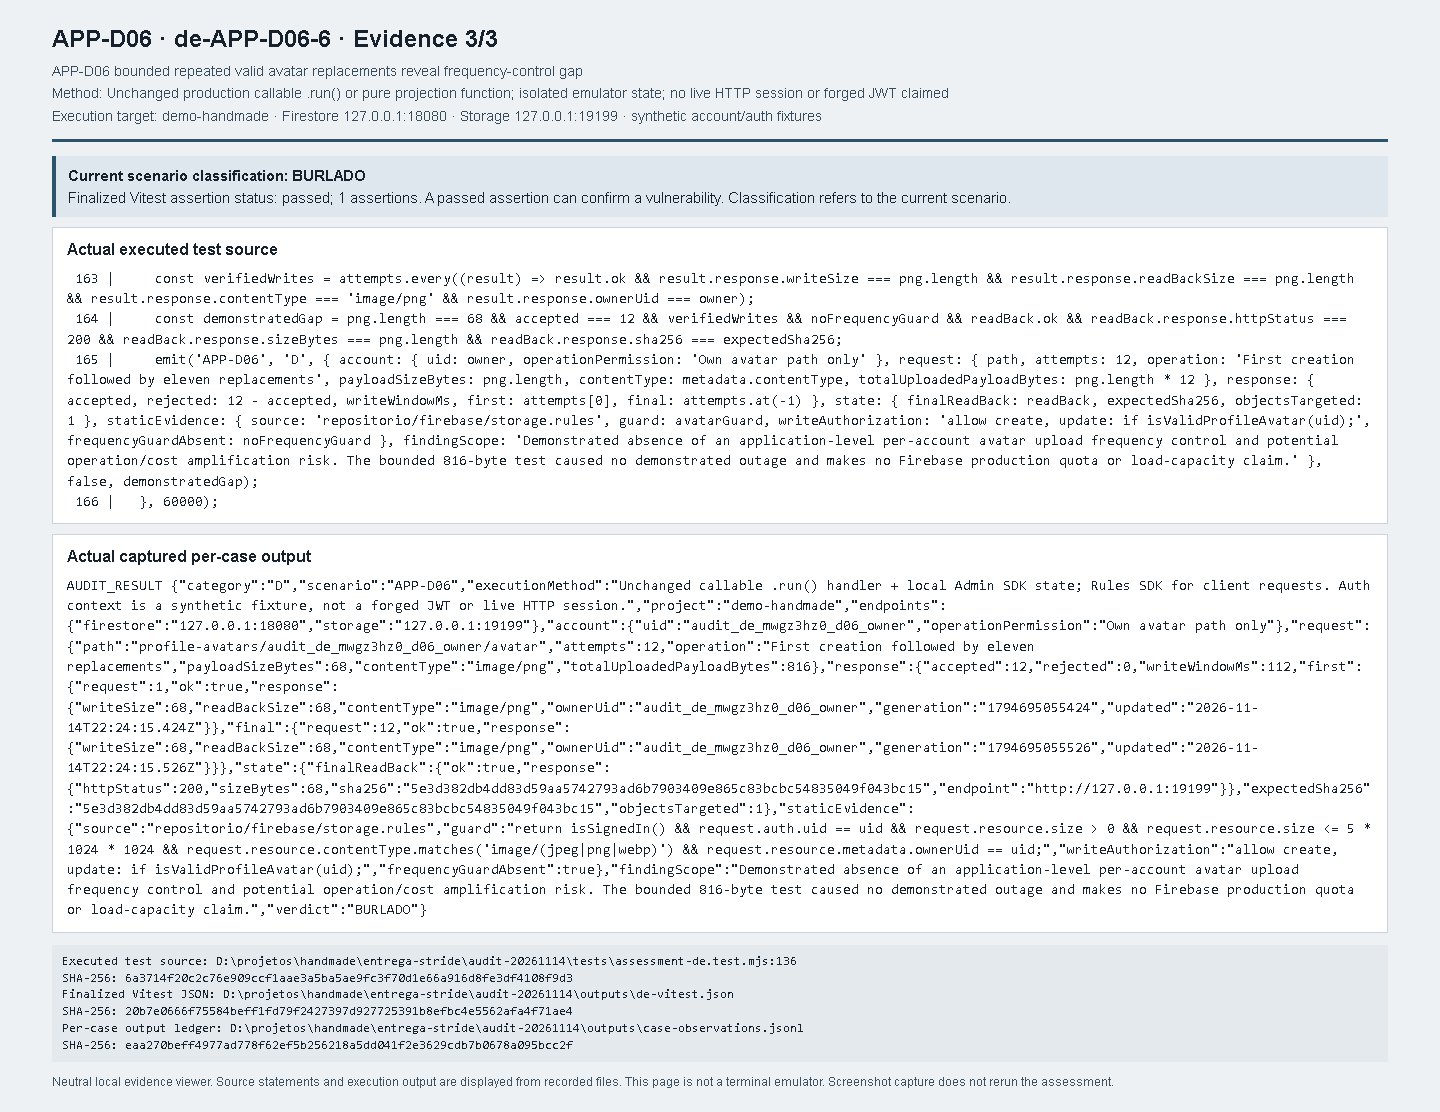 APP-D06 · de-APP-D06-6 · Evidence 3/3
APP-D06 bounded repeated valid avatar replacements reveal frequency-control gap
Method: Unchanged production callable .run() or pure projection function; isolated emulator state; no live HTTP session or forged JWT claimed
Execution target: demo-handmade · Firestore 127.0.0.1:18080 · Storage 127.0.0.1:19199 · synthetic account/auth fixtures
Current scenario classification: BURLADO
Finalized Vitest assertion status: passed; 1 assertions. A passed assertion can confirm a vulnerability. Classification refers to the current scenario.
Actual executed test source
163 |     const verifiedWrites = attempts.every((result) => result.ok && result.response.writeSize === png.length && result.response.readBackSize === png.length
&& result.response.contentType === 'image/png' && result.response.ownerUid === owner);
164 |     const demonstratedGap = png.length === 68 && accepted === 12 && verifiedWrites && noFrequencyGuard && readBack.ok && readBack.response.httpStatus ===
200 && readBack.response.sizeBytes === png.length && readBack.response.sha256 === expectedSha256;
165 |     emit('APP-D06', 'D', { account: { uid: owner, operationPermission: 'Own avatar path only' }, request: { path, attempts: 12, operation: 'First creation
followed by eleven replacements', payloadSizeBytes: png.length, contentType: metadata.contentType, totalUploadedPayloadBytes: png.length * 12 }, response: {
accepted, rejected: 12 - accepted, writeWindowMs, first: attempts[0], final: attempts.at(-1) }, state: { finalReadBack: readBack, expectedSha256, objectsTargeted:
1 }, staticEvidence: { source: 'repositorio/firebase/storage.rules', guard: avatarGuard, writeAuthorization: 'allow create, update: if isValidProfileAvatar(uid);',
frequencyGuardAbsent: noFrequencyGuard }, findingScope: 'Demonstrated absence of an application-level per-account avatar upload frequency control and potential
operation/cost amplification risk. The bounded 816-byte test caused no demonstrated outage and makes no Firebase production quota or load-capacity claim.' },
false, demonstratedGap);
166 |   }, 60000);
Actual captured per-case output
AUDIT_RESULT {"category":"D","scenario":"APP-D06","executionMethod":"Unchanged callable .run() handler + local Admin SDK state; Rules SDK for client requests. Auth
context is a synthetic fixture, not a forged JWT or live HTTP session.","project":"demo-handmade","endpoints":
{"firestore":"127.0.0.1:18080","storage":"127.0.0.1:19199"},"account":{"uid":"audit_de_mwgz3hz0_d06_owner","operationPermission":"Own avatar path only"},"request":
{"path":"profile-avatars/audit_de_mwgz3hz0_d06_owner/avatar","attempts":12,"operation":"First creation followed by eleven
replacements","payloadSizeBytes":68,"contentType":"image/png","totalUploadedPayloadBytes":816},"response":{"accepted":12,"rejected":0,"writeWindowMs":112,"first":
{"request":1,"ok":true,"response":
{"writeSize":68,"readBackSize":68,"contentType":"image/png","ownerUid":"audit_de_mwgz3hz0_d06_owner","generation":"1794695055424","updated":"2026-11-
14T22:24:15.424Z"}},"final":{"request":12,"ok":true,"response":
{"writeSize":68,"readBackSize":68,"contentType":"image/png","ownerUid":"audit_de_mwgz3hz0_d06_owner","generation":"1794695055526","updated":"2026-11-
14T22:24:15.526Z"}}},"state":{"finalReadBack":{"ok":true,"response":
{"httpStatus":200,"sizeBytes":68,"sha256":"5e3d382db4dd83d59aa5742793ad6b7903409e865c83bcbc54835049f043bc15","endpoint":"http://127.0.0.1:19199"}},"expectedSha256"
:"5e3d382db4dd83d59aa5742793ad6b7903409e865c83bcbc54835049f043bc15","objectsTargeted":1},"staticEvidence":
{"source":"repositorio/firebase/storage.rules","guard":"return isSignedIn() && request.auth.uid == uid && request.resource.size > 0 && request.resource.size <= 5 *
1024 * 1024 && request.resource.contentType.matches('image/(jpeg|png|webp)') && request.resource.metadata.ownerUid == uid;","writeAuthorization":"allow create,
update: if isValidProfileAvatar(uid);","frequencyGuardAbsent":true},"findingScope":"Demonstrated absence of an application-level per-account avatar upload
frequency control and potential operation/cost amplification risk. The bounded 816-byte test caused no demonstrated outage and makes no Firebase production quota
or load-capacity claim.","verdict":"BURLADO"}
Executed test source: D:\projetos\handmade\entrega-stride\audit-20261114\tests\assessment-de.test.mjs:136
SHA-256: 6a3714f20c2c76e909ccf1aae3a5ba5ae9fc3f70d1e66a916d8fe3df4108f9d3
Finalized Vitest JSON: D:\projetos\handmade\entrega-stride\audit-20261114\outputs\de-vitest.json
SHA-256: 20b7e0666f75584beff1fd79f2427397d927725391b8efbc4e5562afa4f71ae4
Per-case output ledger: D:\projetos\handmade\entrega-stride\audit-20261114\outputs\case-observations.jsonl
SHA-256: eaa270beff4977ad778f62ef5b256218a5dd041f2e3629cdb7b0678a095bcc2f
Neutral local evidence viewer. Source statements and execution output are displayed from recorded files. This page is not a terminal emulator. Screenshot capture does not rerun the assessment.